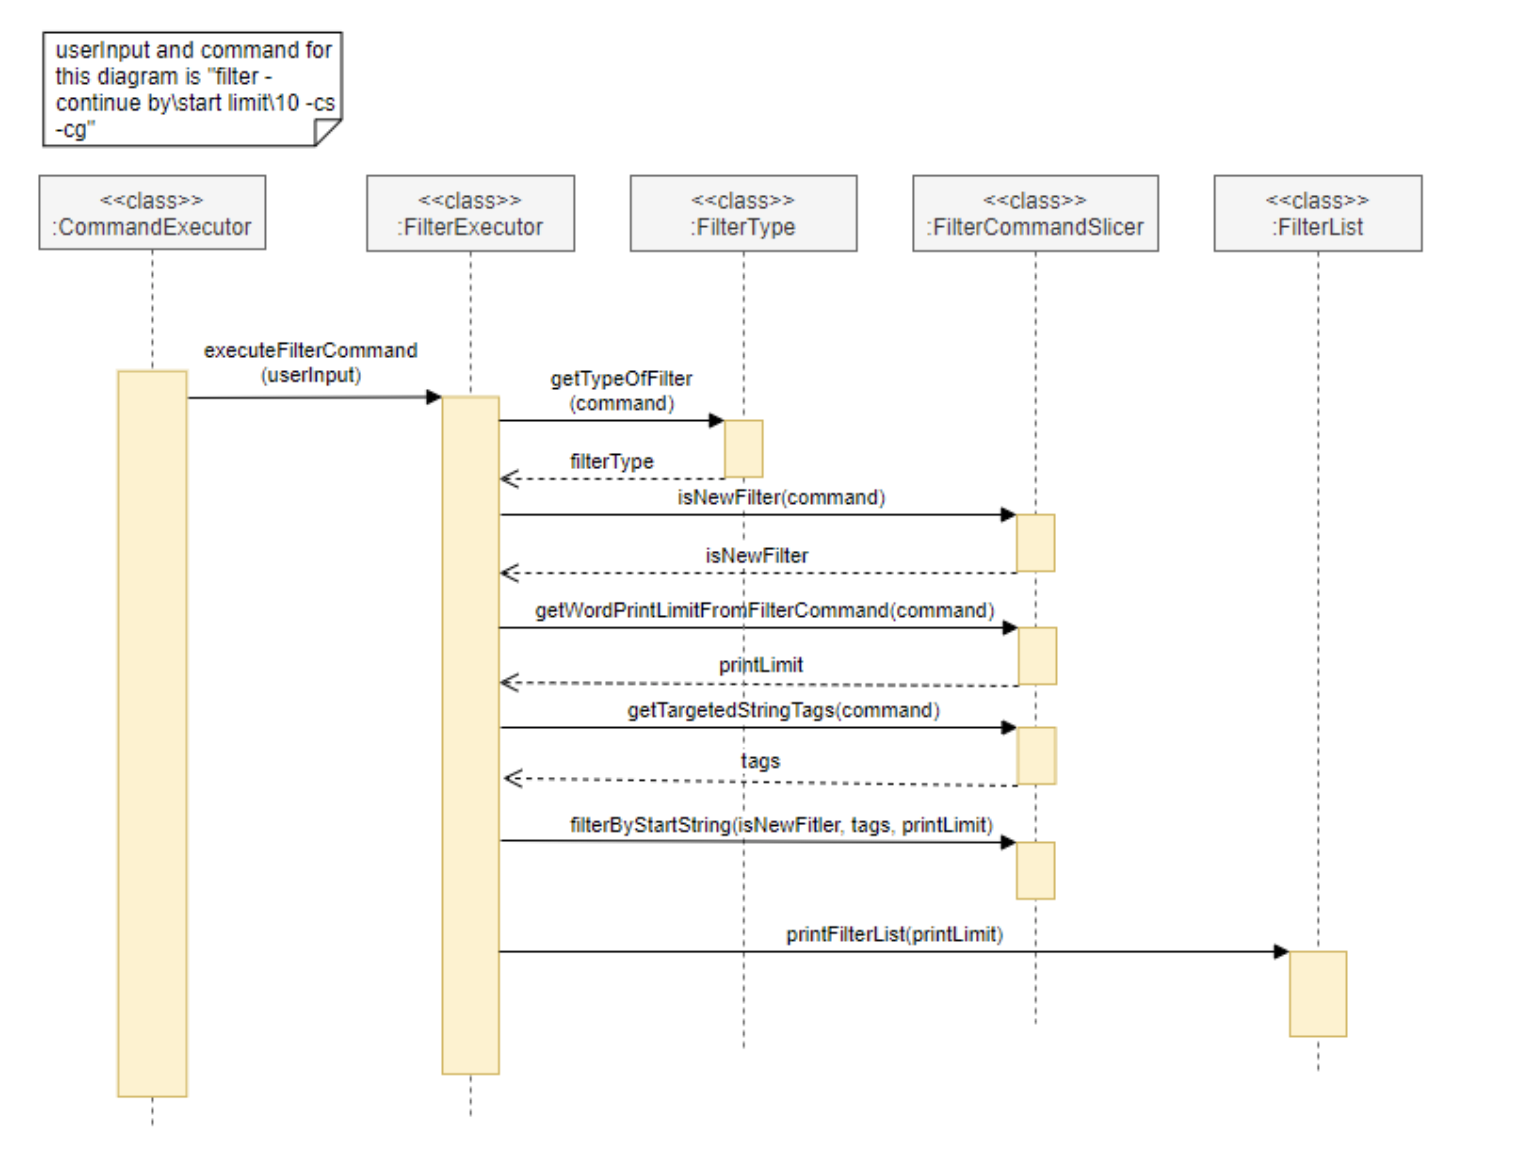 userInput and command for
this diagram is "filter -
continue by\start limit\10 -cs
-cg"
<<class>>
:CommandExecutor
<<class>>
:FilterExecutor
<<class>>
:FilterType
<<class>>
:FilterCommandSlicer
<<class>>
:FilterList
executeFilterCommand
(userInput)
getTypeOfFilter
(command)
filterType
isNewFilter(command)
isNewFilter
getWordPrintLimitFromFilterCommand(command)
printLimit
getTargetedStringTags(command)
tags
filterByStartString(isNewFitler, tags, printLimit)
printFilterList(printLimit)